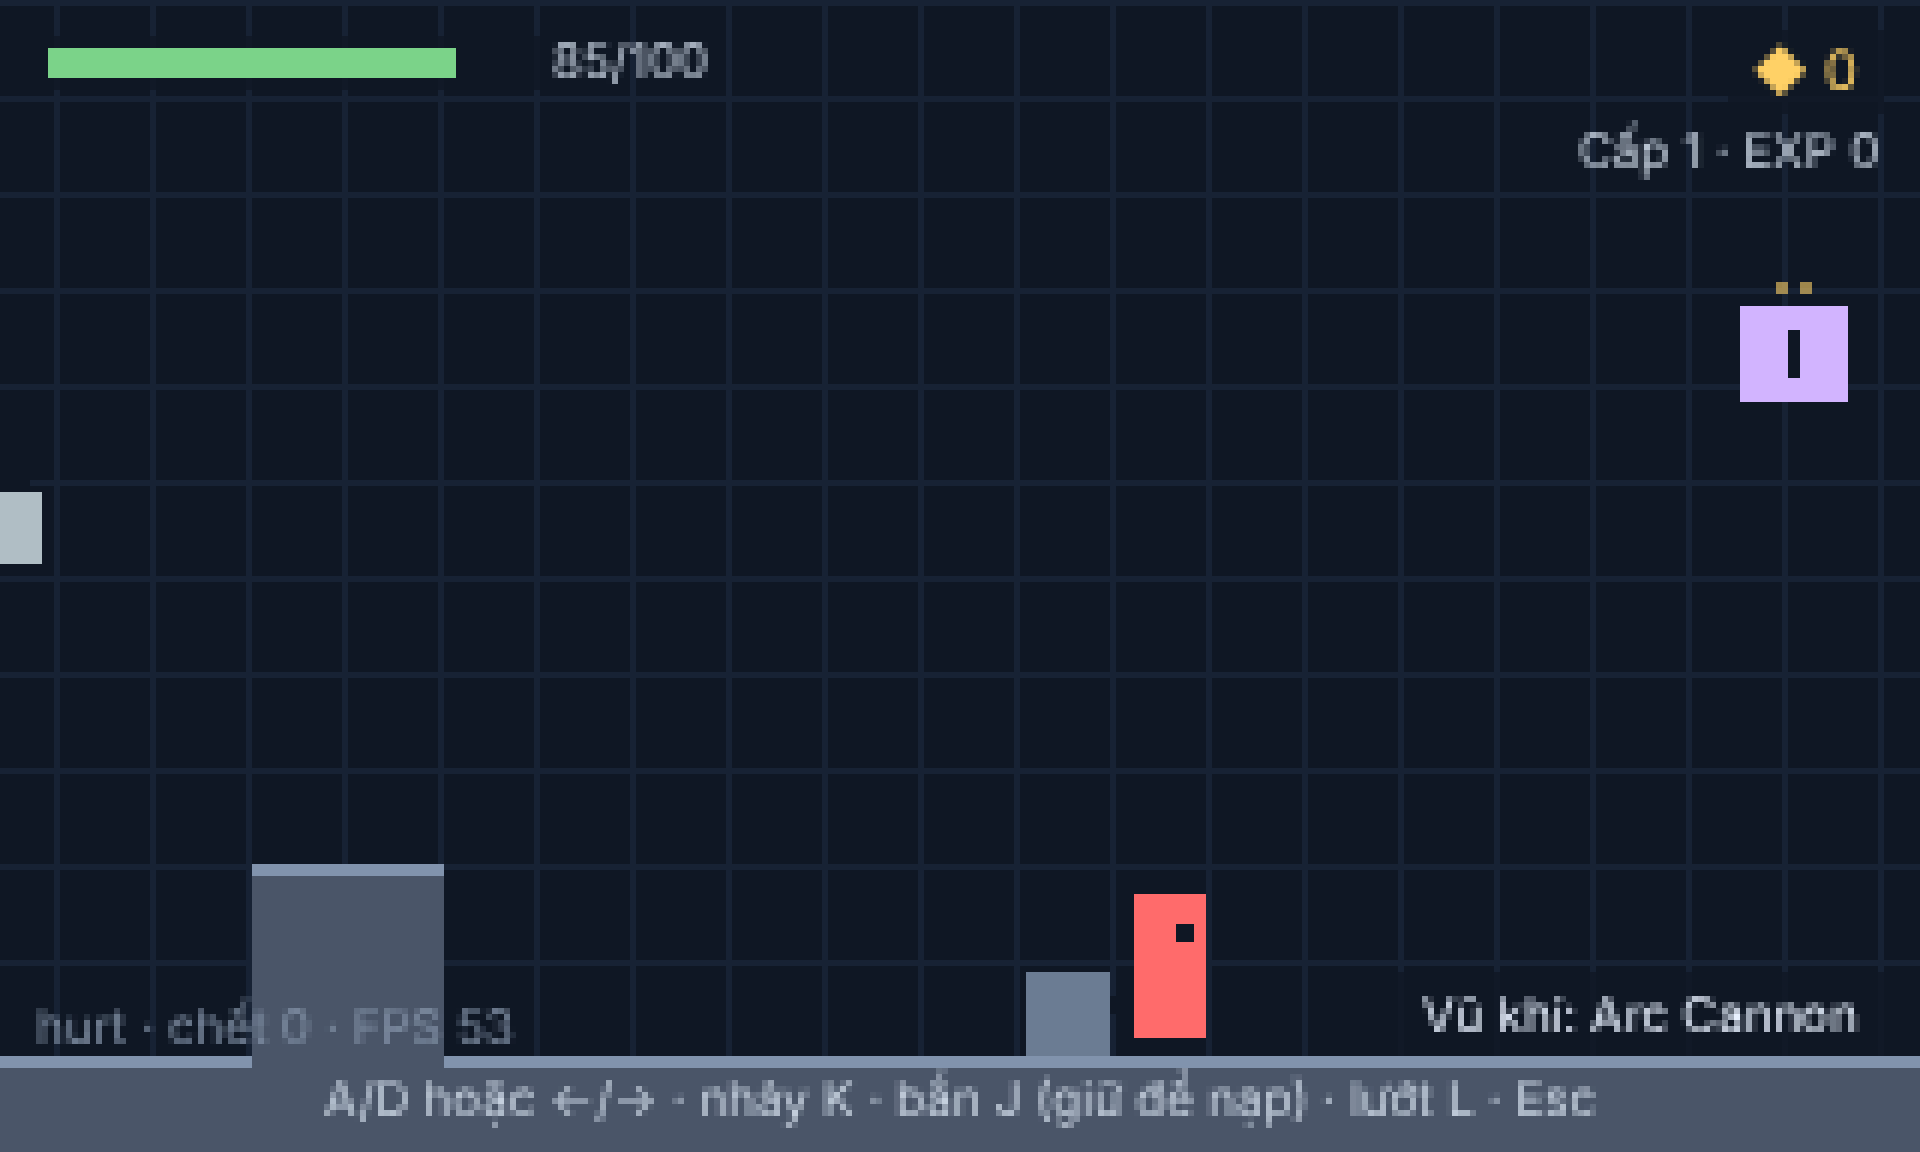 85/100
0
Cấp 1 · EXP 0
hurt · chết 0 · FPS 53
Vũ khí: Arc Cannon
A/D hoặc ←/→ · nhảy K · bắn J (giữ để nạp) · lướt L · Esc